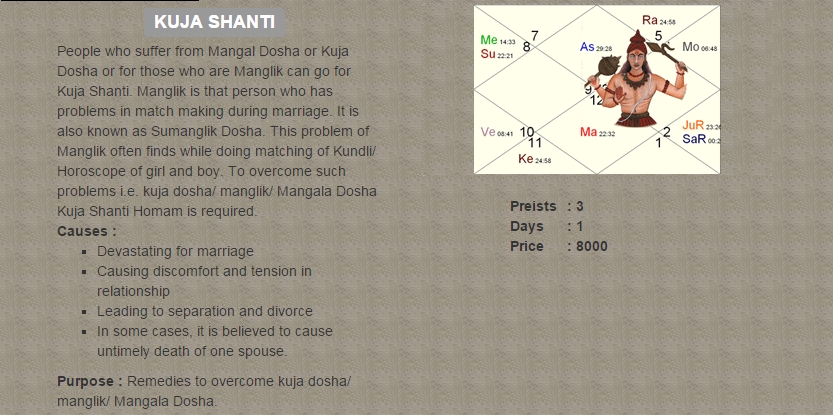 KUJA SHANTI
People who suffer from Mangal Dosha or Kuja
Dosha or for those who are Manglik can go for
Kuja Shanti. Manglik is that person who has
problems in match making during marriage. It is
also known as Sumanglik Dosha. This problem of
Manglik often finds while doing matching of Kundli/
Horoscope of girl and boy. To overcome such
problems i.e. kuja dosha/ manglik/ Mangala Dosha
Kuja Shanti Homam is required.
Causes :
Devastating for marriage
Causing discomfort and tension in
relationship
Leading to separation and divorce
In some cases, it is believed to cause
untimely death of one spouse.
Purpose : Remedies to overcome kuja dosha/
manglik/ Mangala Dosha.
Ra 24:58
7
5
Me 14:33
8
As 29:28
Mo 06:48
Su 22:21
9
12
Ve 08:41
10
Ma 22:32
2
JuR 23:26
11
1
SaR 00:2
Ke 24:58
Preists : 3
Days : 1
Price : 8000